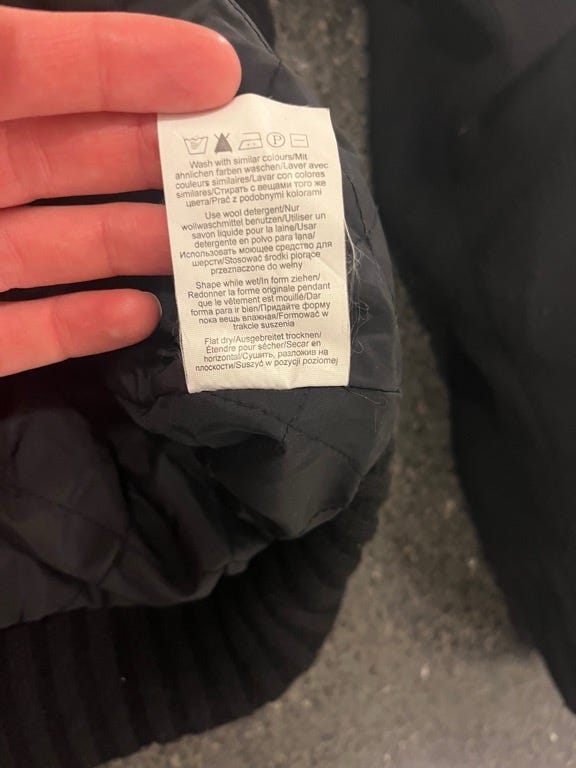 P
Wash with similar colours/Mit
ähnlichen farben waschen/Laver avec
couleurs similaires/Lavar con colores
similares/Стирать с вещами того же
цвета/Prać z podobnymi kolorami
Use wool detergent/Nur
wollwaschmittel benutzen/Utiliser un
savon liquide pour la laine/Usar
detergente en polvo para lana/
Использовать моющее средство для
шерсти/Stosować środki piorące
przeznaczone do wełny
Shape while wet/In form ziehen/
Redonner la forme originale pendant
que le vêtement est mouillé/Dar
forma para ir bien/Придайте форму
пока вещь влажная/Formować w
trakcie suszenia
Flat dry/Ausgebreitet trocknen/
Étendre pour sécher/Secar en
horizontal/Сушить, разложив на
плоскости/Suszyć w pozycji poziomej